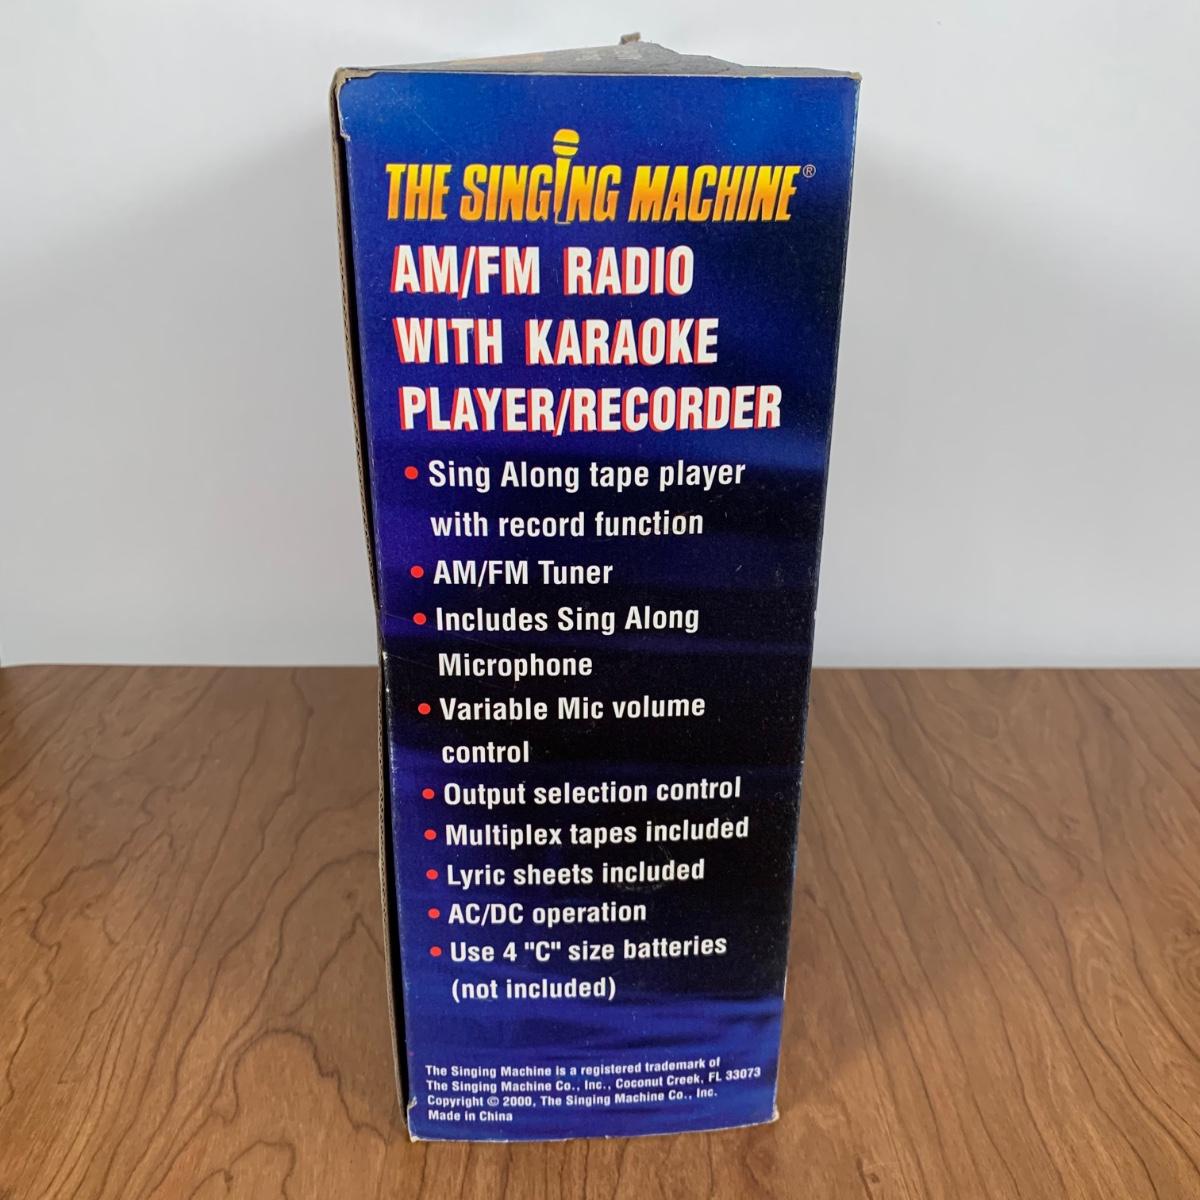 THE SINGING MACHINE®
AM/FM RADIO
WITH KARAOKE
PLAYER/RECORDER
• Sing Along tape player
with record function
• AM/FM Tuner
• Includes Sing Along
Microphone
• Variable Mic volume
control
• Output selection control
• Multiplex tapes included
• Lyric sheets included
• AC/DC operation
• Use 4 "C" size batteries
(not included)
The Singing Machine is a registered trademark of
The Singing Machine Co., Inc., Coconut Creek, FL 33073
Copyright © 2000, The Singing Machine Co., Inc.
Made in China